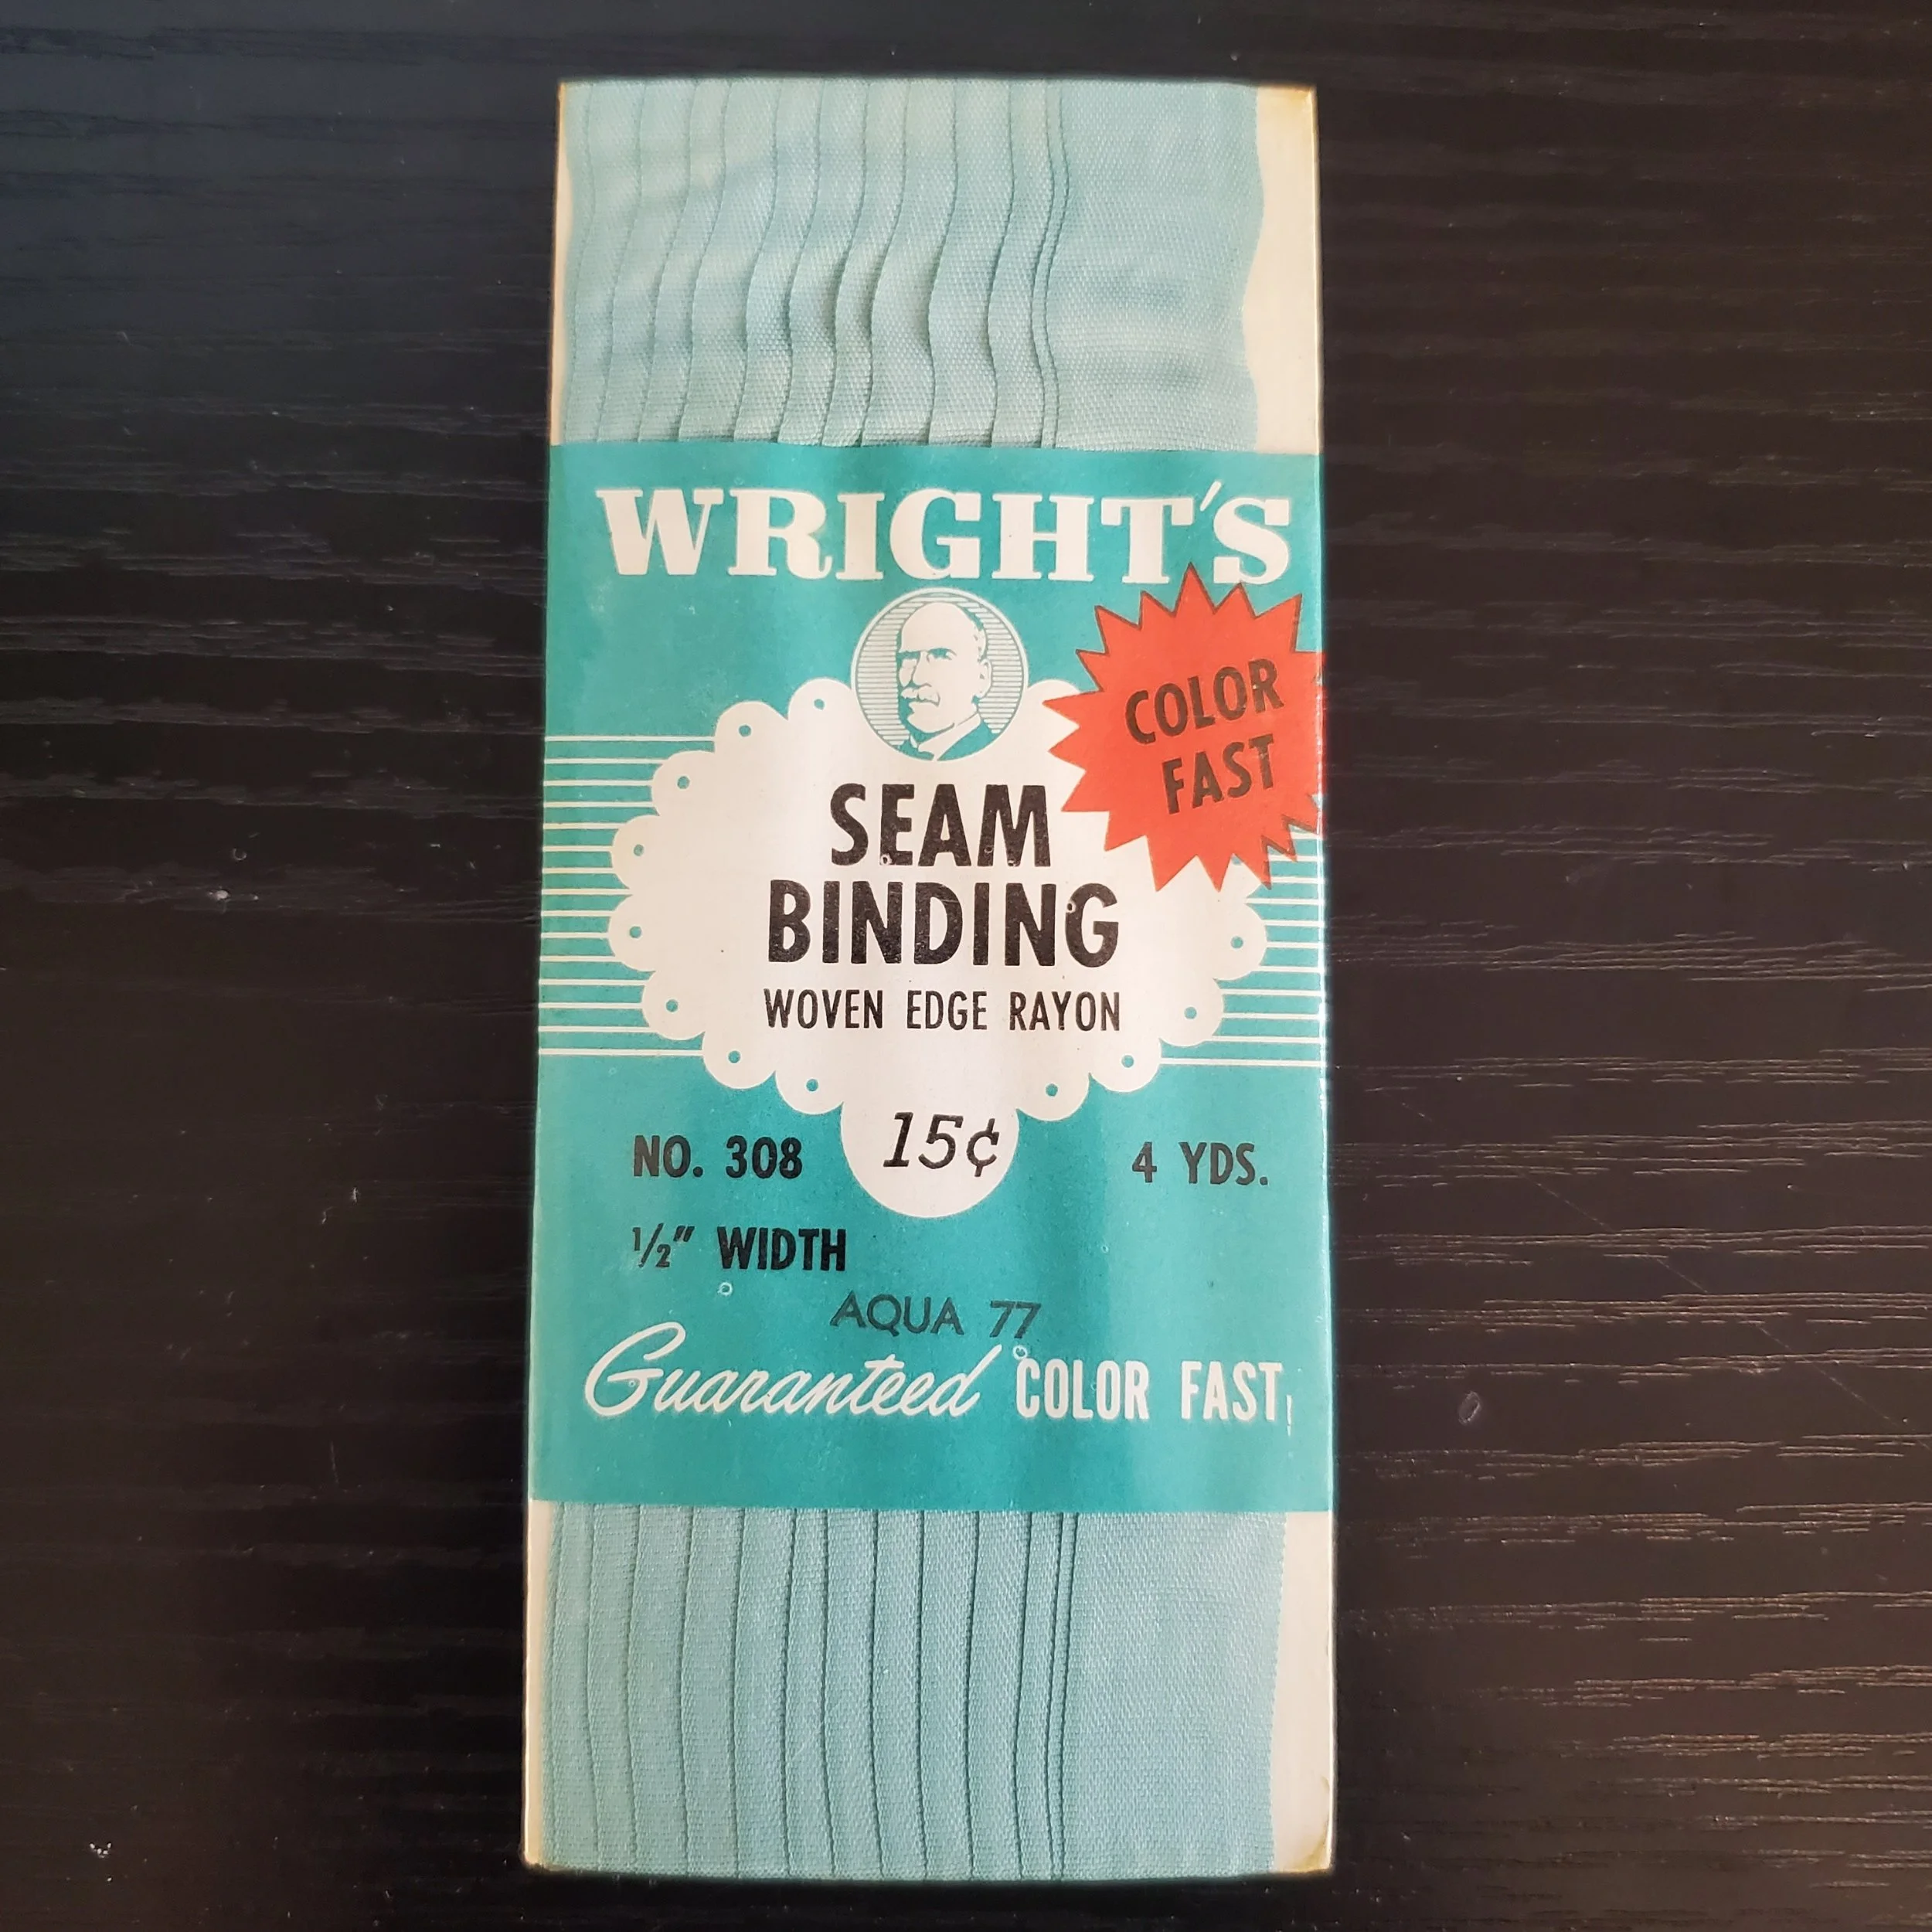 WRIGHT'S
COLOR
FAST
SEAM
BINDING
WOVEN EDGE RAYON
15¢
NO. 308
4 YDS.
1/2" WIDTH
AQUA 77
Guaranteed COLOR FAST